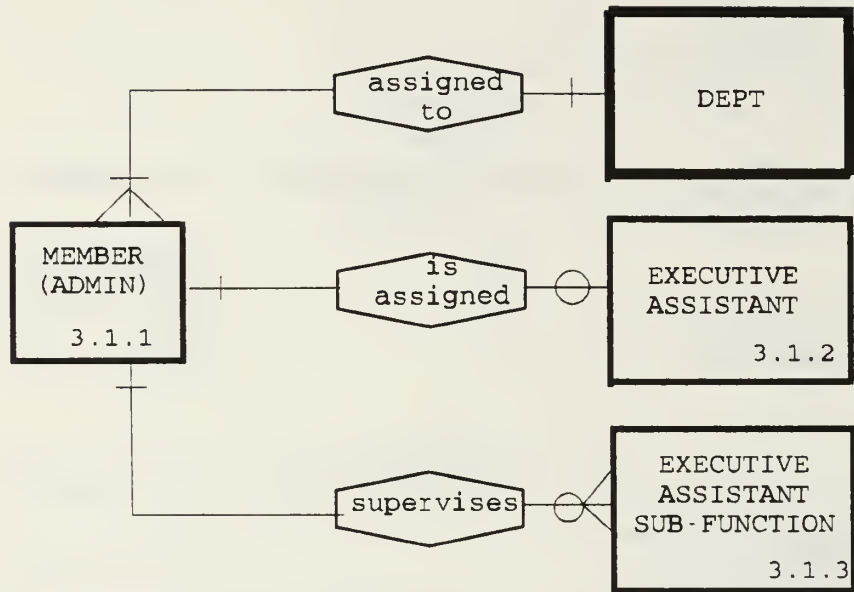 assigned
to
DEPT
MEMBER
(ADMIN)
3.1.1
is
assigned
EXECUTIVE
ASSISTANT
3.1.2
supervises
EXECUTIVE
ASSISTANT
SUB-FUNCTION
3.1.3